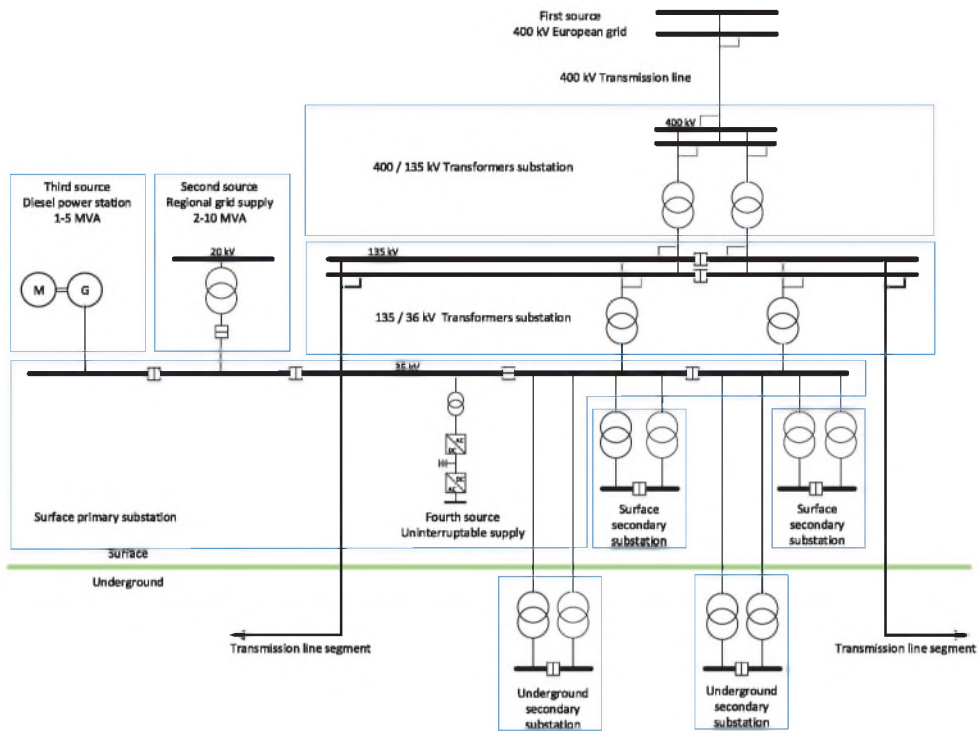 First source
400 kV European grid
400 kV Transmission line
400 kV
400 / 135 kV Transformers substation
Third source
Diesel power station
1-5 MVA
Second source
Regional grid supply
2-10 MVA
20 kV
135 kV
M
G
135 / 36 kV Transformers substation
36 kV
Surface primary substation
Fourth source
Uninterruptable supply
Surface
secondary
substation
Surface
secondary
substation
Surface
Underground
Transmission line segment
Transmission line segment
Underground
secondary
substation
Underground
secondary
substation